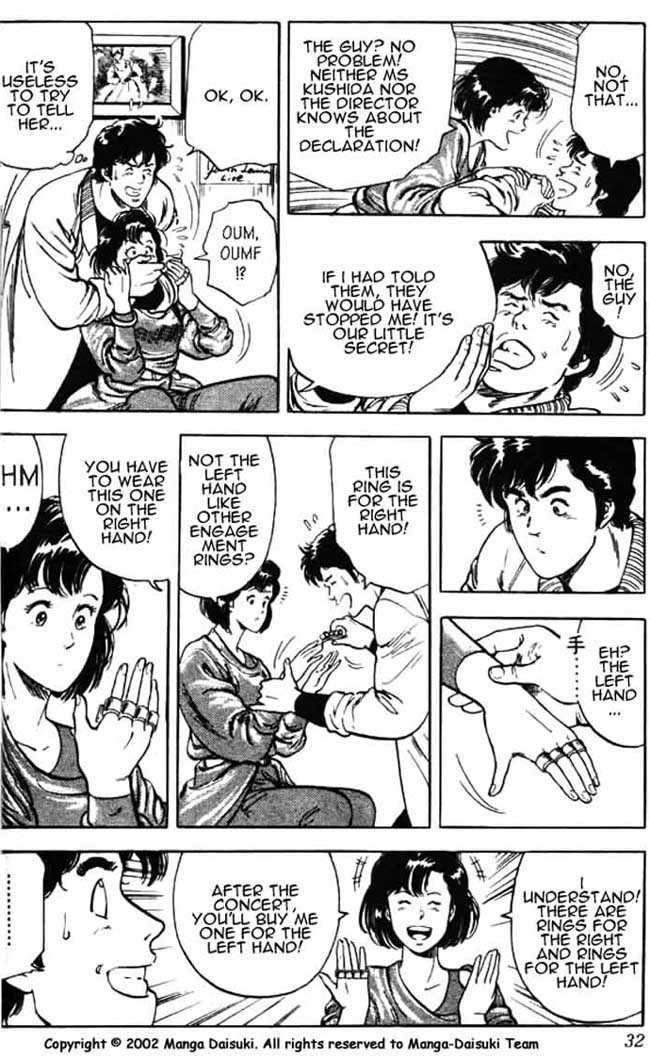 NO,
NOT
THAT...
THE GUY? NO
PROBLEM!
NEITHER MS
KUSHIDA NOR
THE DIRECTOR
KNOWS ABOUT
THE
DECLARATION!
NO,
THE
GUY
!
IF I HAD TOLD
THEM, THEY
WOULD HAVE
STOPPED ME! IT'S
OUR LITTLE
SECRET!
OK, OK.
IT'S
USELESS
TO TRY
TO TELL
HER...
OUM,
OUMF
!?
EH?
THE
LEFT
HAND
...
THIS
RING IS
FOR THE
RIGHT
HAND!
NOT THE
LEFT
HAND
LIKE
OTHER
ENGAGE
MENT
RINGS?
YOU HAVE
TO WEAR
THIS ONE
ON THE
RIGHT
HAND!
HM
...
I
UNDERSTAND!
THERE ARE
RINGS FOR
THE RIGHT
AND RINGS
FOR THE LEFT
HAND!
AFTER THE
CONCERT,
YOU'LL BUY ME
ONE FOR THE
LEFT HAND!
..........
Copyright © 2002 Manga Daisuki. All rights reserved to Manga-Daisuki Team
32